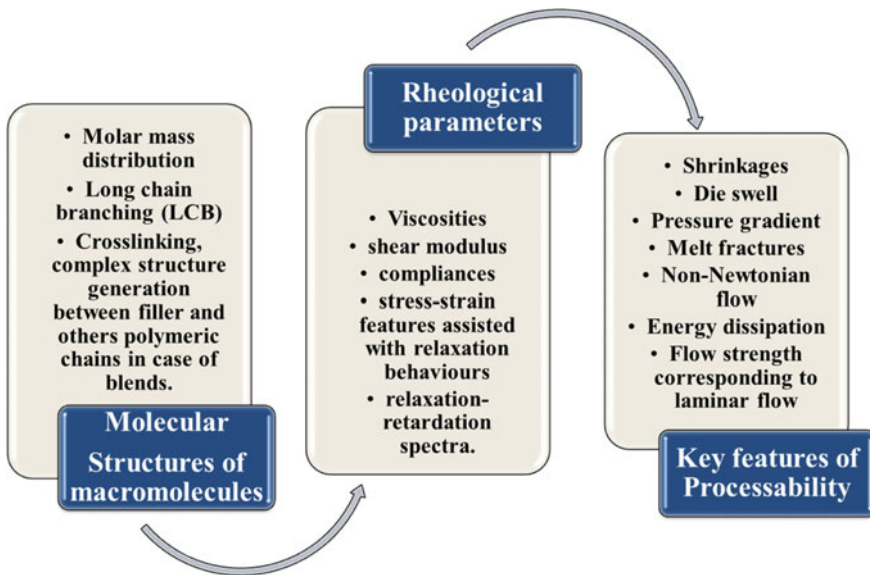 • Molar mass
distribution
• Long chain
branching (LCB)
• Crosslinking,
complex structure
generation
between filler and
others polymeric
chains in case of
blends.
Molecular
Structures of
macromolecules
Rheological
parameters
• Viscosities
• shear modulus
• compliances
• stress-strain
features assisted
with relaxation
behaviours
• relaxation-
retardation
spectra.
• Shrinkages
• Die swell
• Pressure gradient
• Melt fractures
• Non-Newtonian
flow
• Energy dissipation
• Flow strength
corresponding to
laminar flow
Key features of
Processability